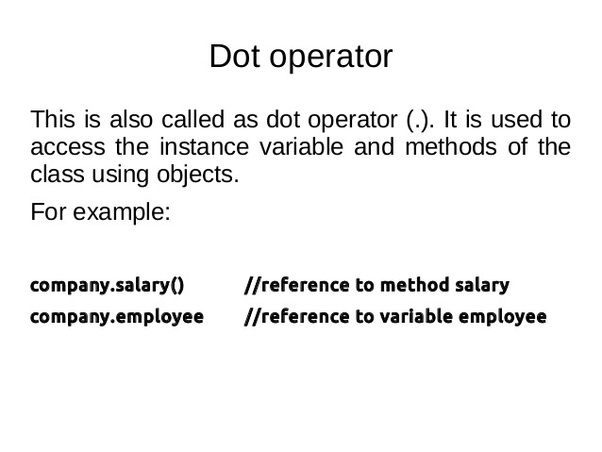 Dot operator
This is also called as dot operator (.). It is used to
access the instance variable and methods of the
class using objects.
For example:
company.salary() //reference to method salary
company.employee //reference to variable employee